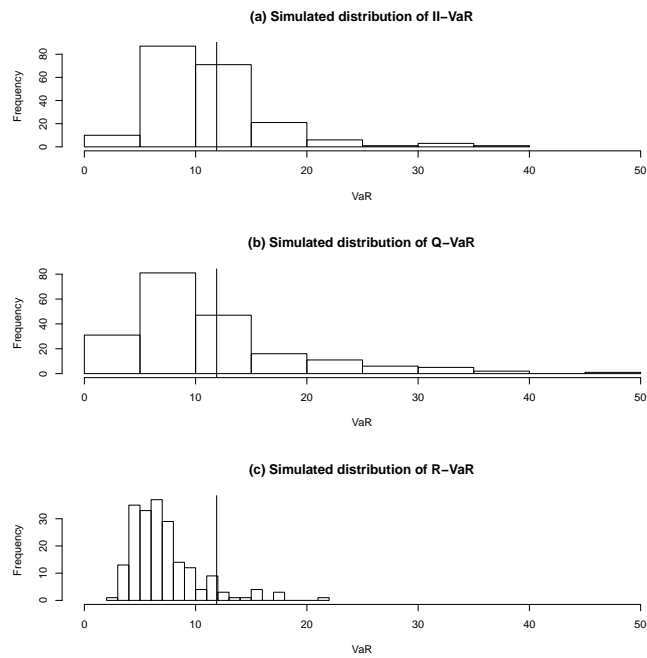 (a) Simulated distribution of II−VaR
Frequency
0 20 40 60 80
0 10 20 30 40 50
VaR
(b) Simulated distribution of Q−VaR
Frequency
0 20 40 60 80
0 10 20 30 40 50
VaR
(c) Simulated distribution of R−VaR
Frequency
0 10 20 30
0 10 20 30 40 50
VaR